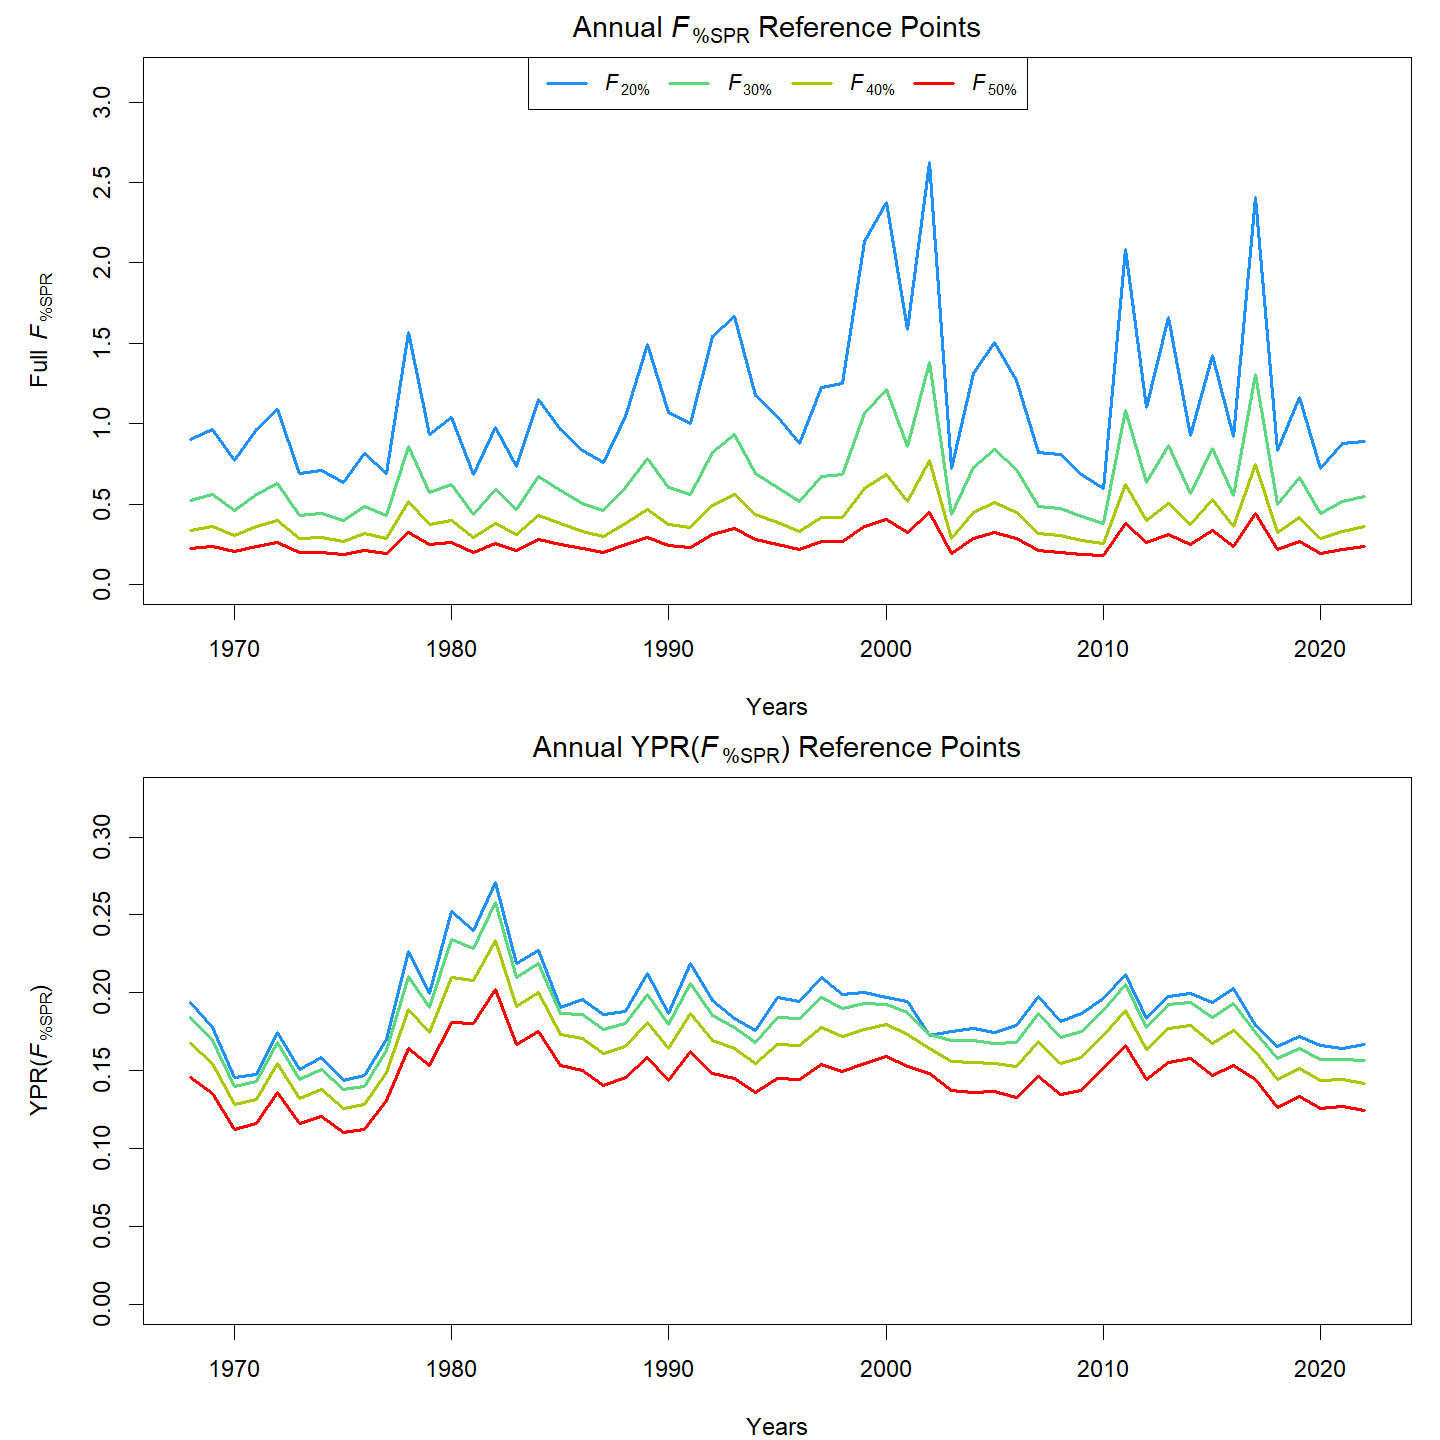 Annual F%SPR Reference Points
F20% F30% F40% F50%
Full F%SPR
3.0
2.5
2.0
1.5
1.0
0.5
0.0
1970 1980 1990 2000 2010 2020
Years
Annual YPR(F%SPR) Reference Points
YPR(F%SPR)
0.30
0.25
0.20
0.15
0.10
0.05
0.00
1970 1980 1990 2000 2010 2020
Years